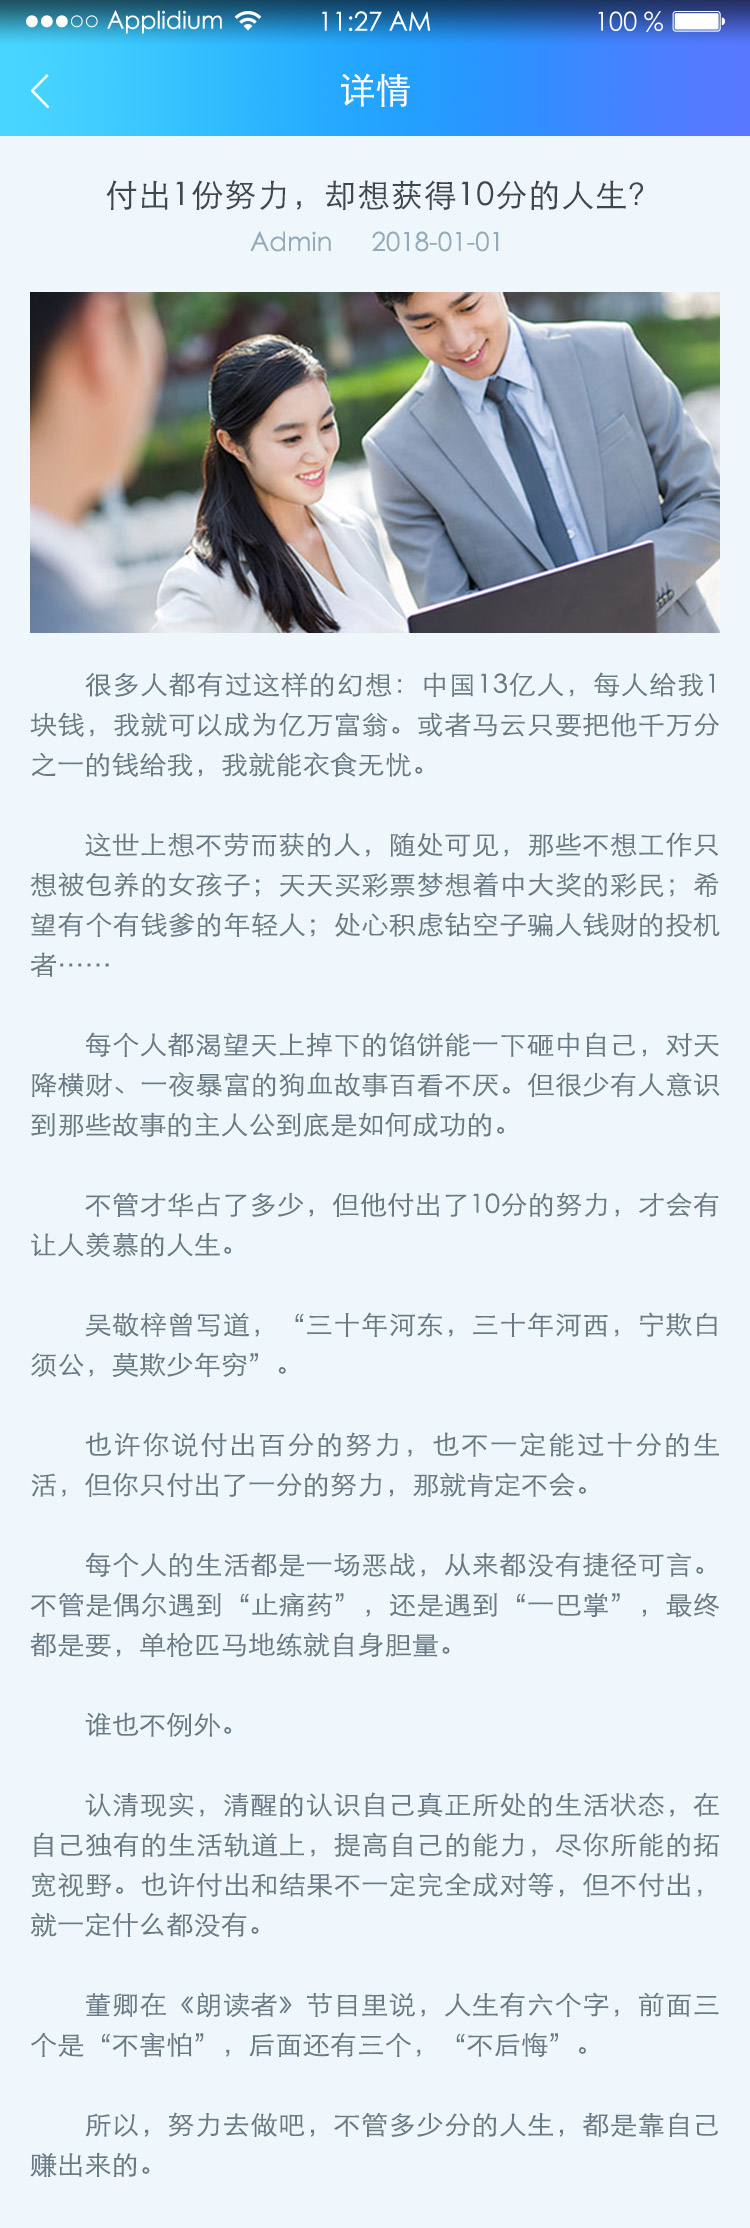 Applidium 11:27 AM 100 %
详情
付出1份努力，却想获得10分的人生？
Admin 2018-01-01
很多人都有过这样的幻想：中国13亿人，每人给我1
块钱，我就可以成为亿万富翁。或者马云只要把他千万分
之一的钱给我，我就能衣食无忧。
这世上想不劳而获的人，随处可见，那些不想工作只
想被包养的女孩子；天天买彩票梦想着中大奖的彩民；希
望有个有钱爹的年轻人；处心积虑钻空子骗人钱财的投机
者……
每个人都渴望天上掉下的馅饼能一下砸中自己，对天
降横财、一夜暴富的狗血故事百看不厌。但很少有人意识
到那些故事的主人公到底是如何成功的。
不管才华占了多少，但他付出了10分的努力，才会有
让人羡慕的人生。
吴敬梓曾写道，“三十年河东，三十年河西，宁欺白
须公，莫欺少年穷”。
也许你说付出百分的努力，也不一定能过十分的生
活，但你只付出了一分的努力，那就肯定不会。
每个人的生活都是一场恶战，从来都没有捷径可言。
不管是偶尔遇到“止痛药”，还是遇到“一巴掌”，最终
都是要，单枪匹马地练就自身胆量。
谁也不例外。
认清现实，清醒的认识自己真正所处的生活状态，在
自己独有的生活轨道上，提高自己的能力，尽你所能的拓
宽视野。也许付出和结果不一定完全成对等，但不付出，
就一定什么都没有。
董卿在《朗读者》节目里说，人生有六个字，前面三
个是“不害怕”，后面还有三个，“不后悔”。
所以，努力去做吧，不管多少分的人生，都是靠自己
赚出来的。